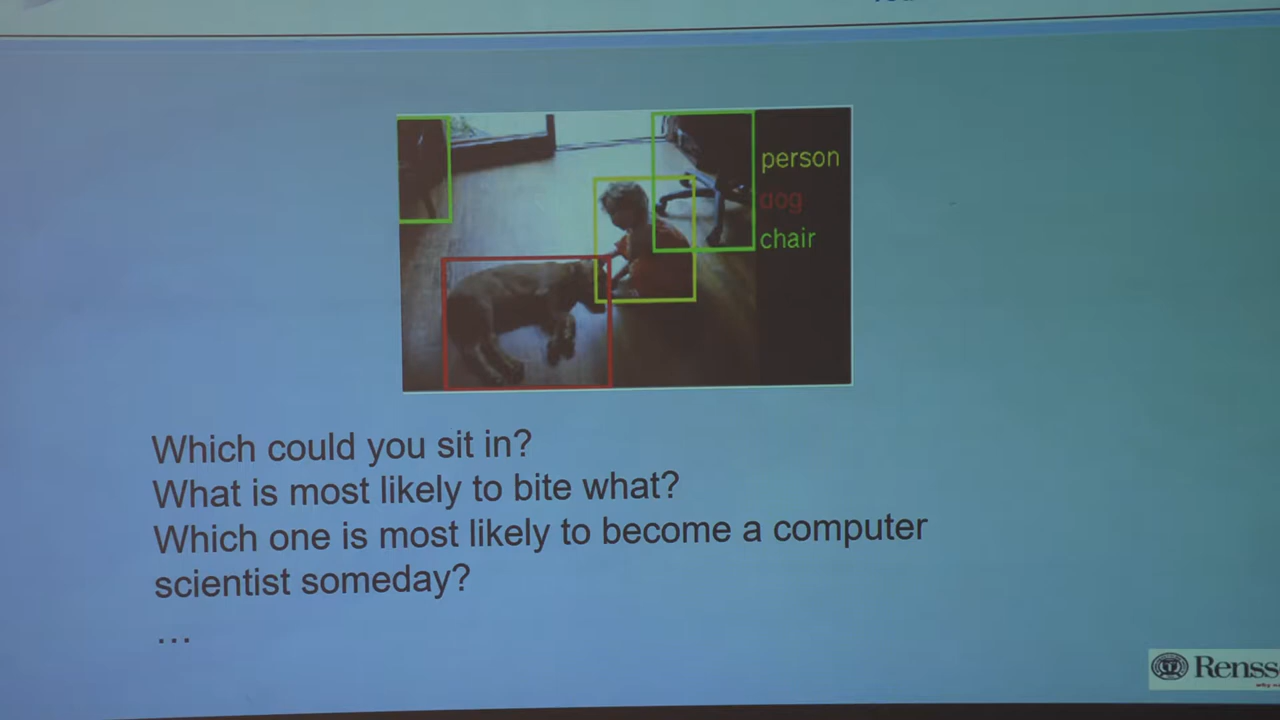 person
dog
chair
Which could you sit in?
What is most likely to bite what?
Which one is most likely to become a computer
scientist someday?
...
Renss